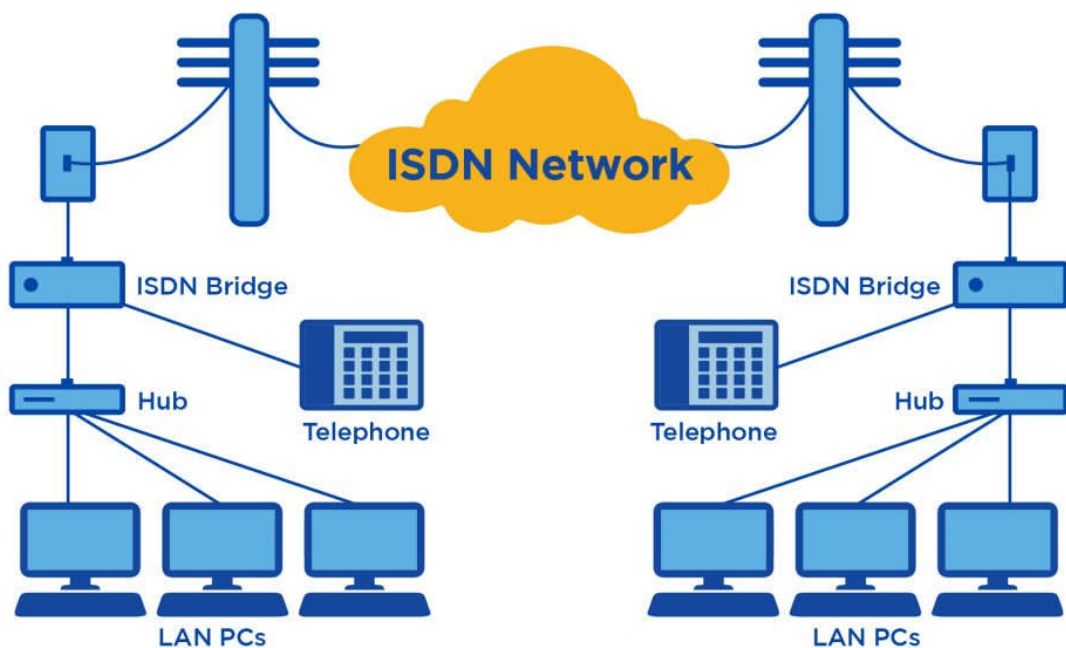 ISDN Network
ISDN Bridge
ISDN Bridge
Hub
Hub
Telephone
Telephone
LAN PCs
LAN PCs